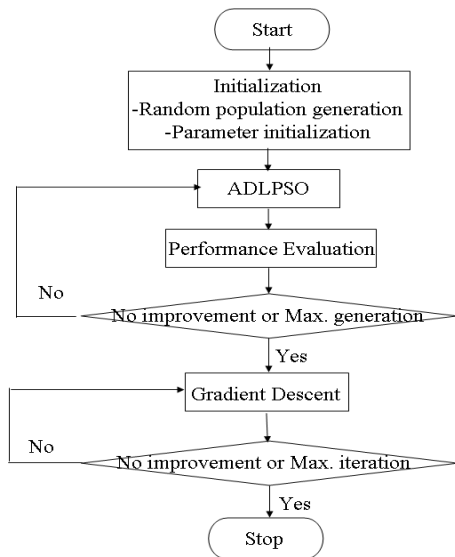 Start
Initialization
-Random population generation
-Parameter initialization
ADLPSO
Performance Evaluation
No
No improvement or Max. generation
Yes
Gradient Descent
No
No improvement or Max. iteration
Yes
Stop